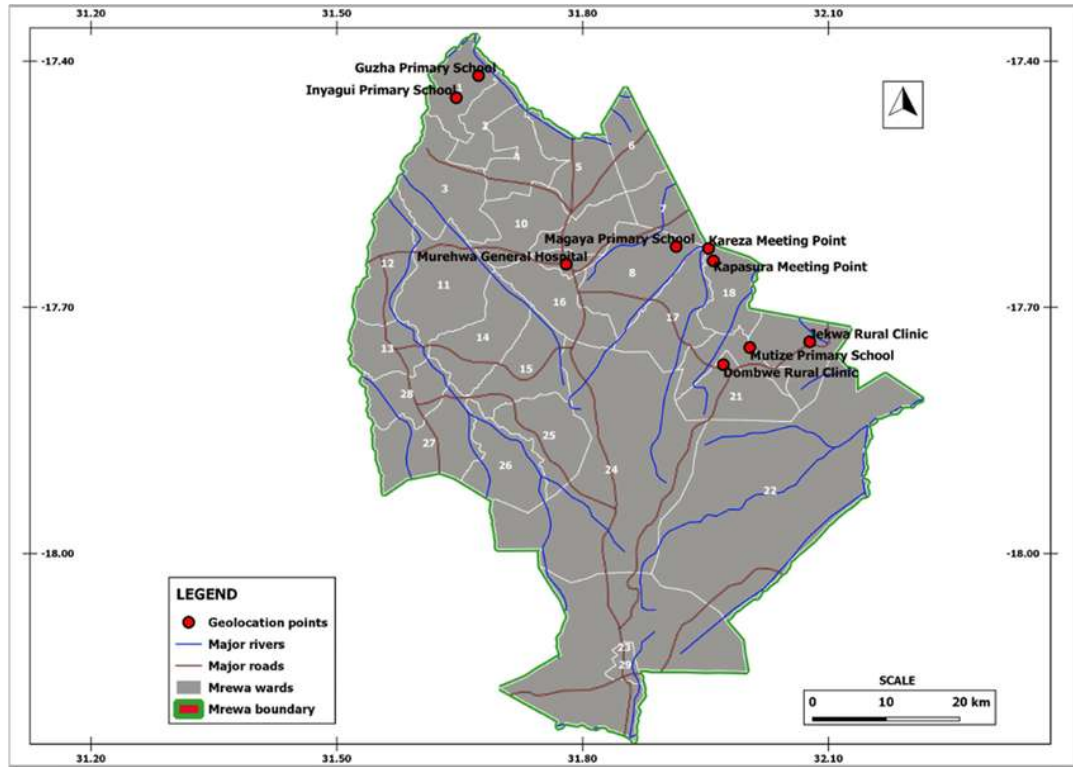 31.20 31.50 31.80 32.10
-17.40 -17.40
Guzha Primary School
1
Inyagui Primary School
2
6
4
5
3
7
10
Magaya Primary School Kareza Meeting Point
Murehwa General Hospital
12
Kapasura Meeting Point
8
11
18
16
-17.70 -17.70
17
Jekwa Rural Clinic
14
13
Mutize Primary School
15
Dombwe Rural Clinic
28
21
25
27
26
24
22
-18.00 -18.00
LEGEND
Geolocation points
Major rivers
Major roads
Mrewa wards
Mrewa boundary
23
29
SCALE
0 10 20 km
31.20 31.50 31.80 32.10